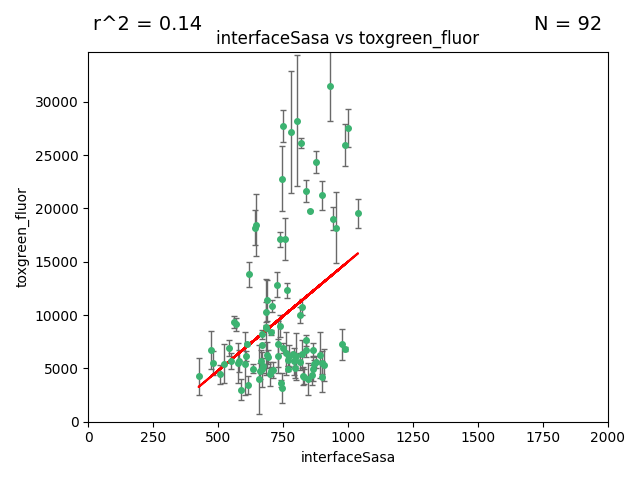 r^2 = 0.14
N = 92
interfaceSasa vs toxgreen_fluor
30000
25000
20000
15000
10000
5000
0
toxgreen_fluor
0 250 500 750 1000 1250 1500 1750 2000
interfaceSasa